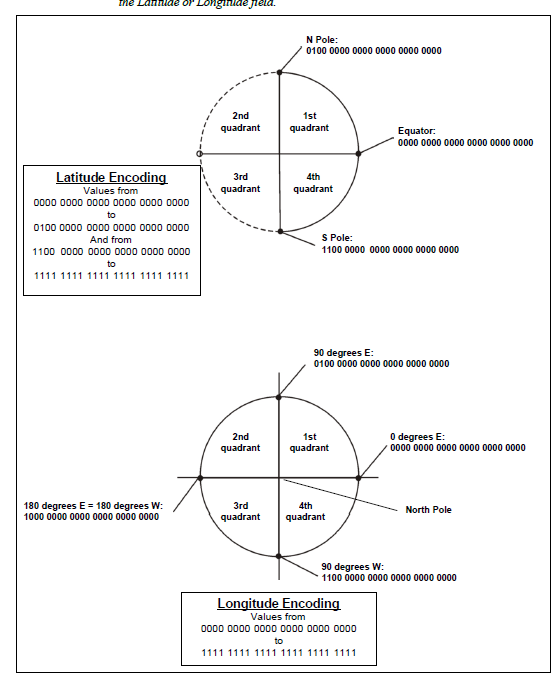 the Latitude or Longitude field.
N Pole:
0100 0000 0000 0000 0000 0000
2nd
quadrant
1st
quadrant
Equator:
0000 0000 0000 0000 0000 0000
3rd
quadrant
4th
quadrant
Latitude Encoding
Values from
0000 0000 0000 0000 0000 0000
to
0100 0000 0000 0000 0000 0000
And from
1100 0000 0000 0000 0000 0000
to
1111 1111 1111 1111 1111 1111
S Pole:
1100 0000 0000 0000 0000 0000
90 degrees E:
0100 0000 0000 0000 0000 0000
2nd
quadrant
1st
quadrant
0 degrees E:
0000 0000 0000 0000 0000 0000
180 degrees E = 180 degrees W:
1000 0000 0000 0000 0000 0000
3rd
quadrant
4th
quadrant
North Pole
90 degrees W:
1100 0000 0000 0000 0000 0000
Longitude Encoding
Values from
0000 0000 0000 0000 0000 0000
to
1111 1111 1111 1111 1111 1111